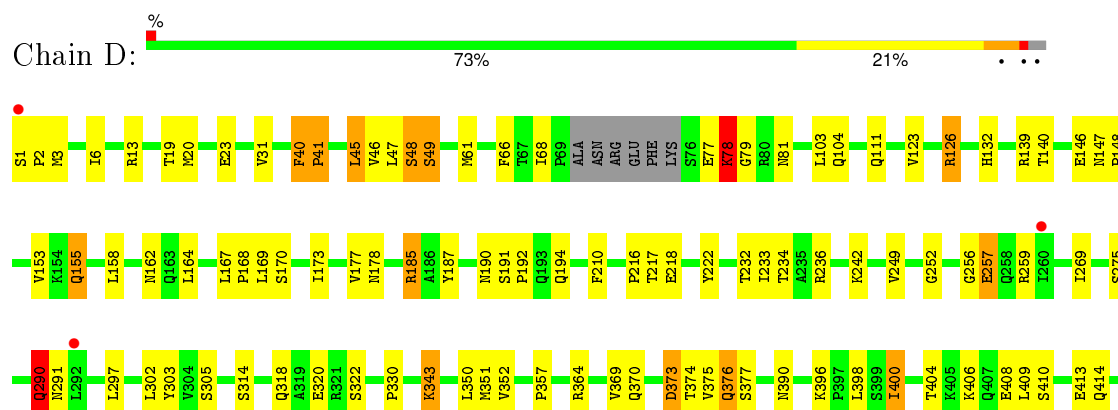 %
Chain D:
73% 21%
S1 P2 M3 I6 R13 T19 M20 E23 V31 F40 P41 L45 V46 L47 S48 S49 M61 F66 T67 I68 P69 ALA ASN ARG GLU PHE LYS S76 E77 K78 G79 R80 N81 L103 Q104 Q111 V123 R126 H132 R139 T140 E146 N147
V153 K154 Q155 L158 N162 Q163 L164 L167 P168 L169 S170 I173 V177 N178 R185 A186 Y187 N190 S191 P192 Q193 Q194 F210 P216 T217 E218 Y222 T232 I233 T234 A235 R236 K242 V249 G252 G256 E257 Q258 R259 I260 I269 S275
Q290 N291 L292 L297 L302 Y303 V304 S305 S314 Q318 A319 E320 R321 S322 P330 K343 L350 M351 V352 P357 R364 V369 Q370 D373 T374 V375 Q376 S377 N390 K396 P397 L398 S399 I400 T404 K405 K406 Q407 E408 L409 S410 E413 Q414